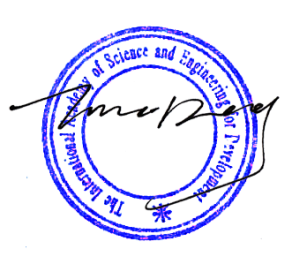 The International Academy of Science and Engineering for Development